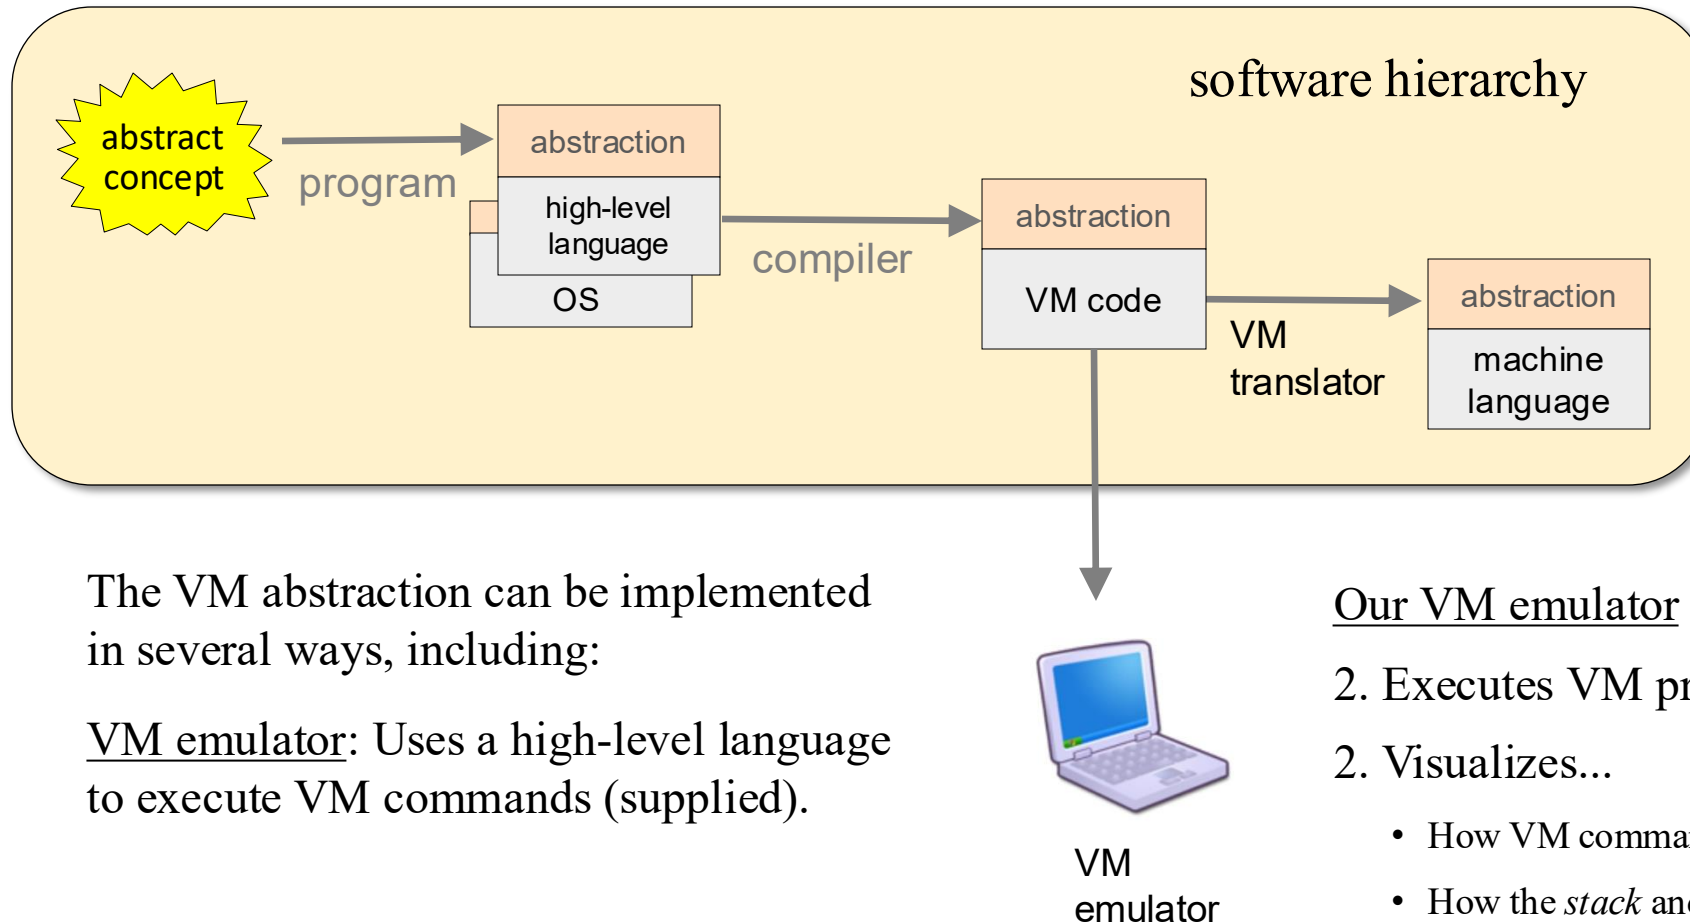 software hierarchy
abstract
concept
program
abstraction
high-level
language
OS
compiler
abstraction
VM code
VM
translator
abstraction
machine
language
The VM abstraction can be implemented
in several ways, including:
VM emulator: Uses a high-level language
to execute VM commands (supplied).
VM
emulator
Our VM emulator
2. Executes VM
2. Visualizes...
• How VM
• How the stack